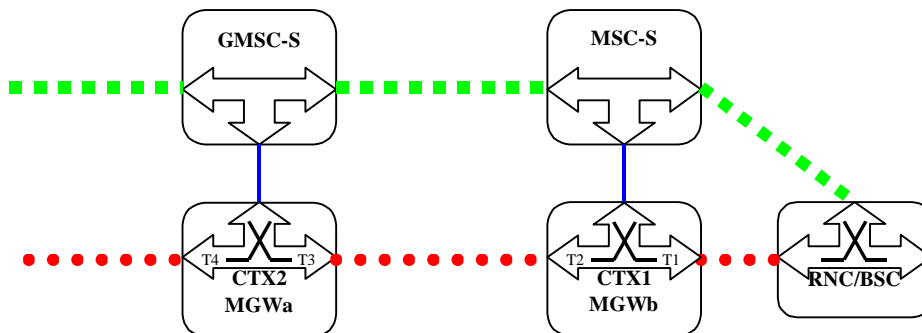 GMSC-S
MSC-S
T4
T3
T2
T1
CTX2
CTX1
RNC/BSC
MGWa
MGWb